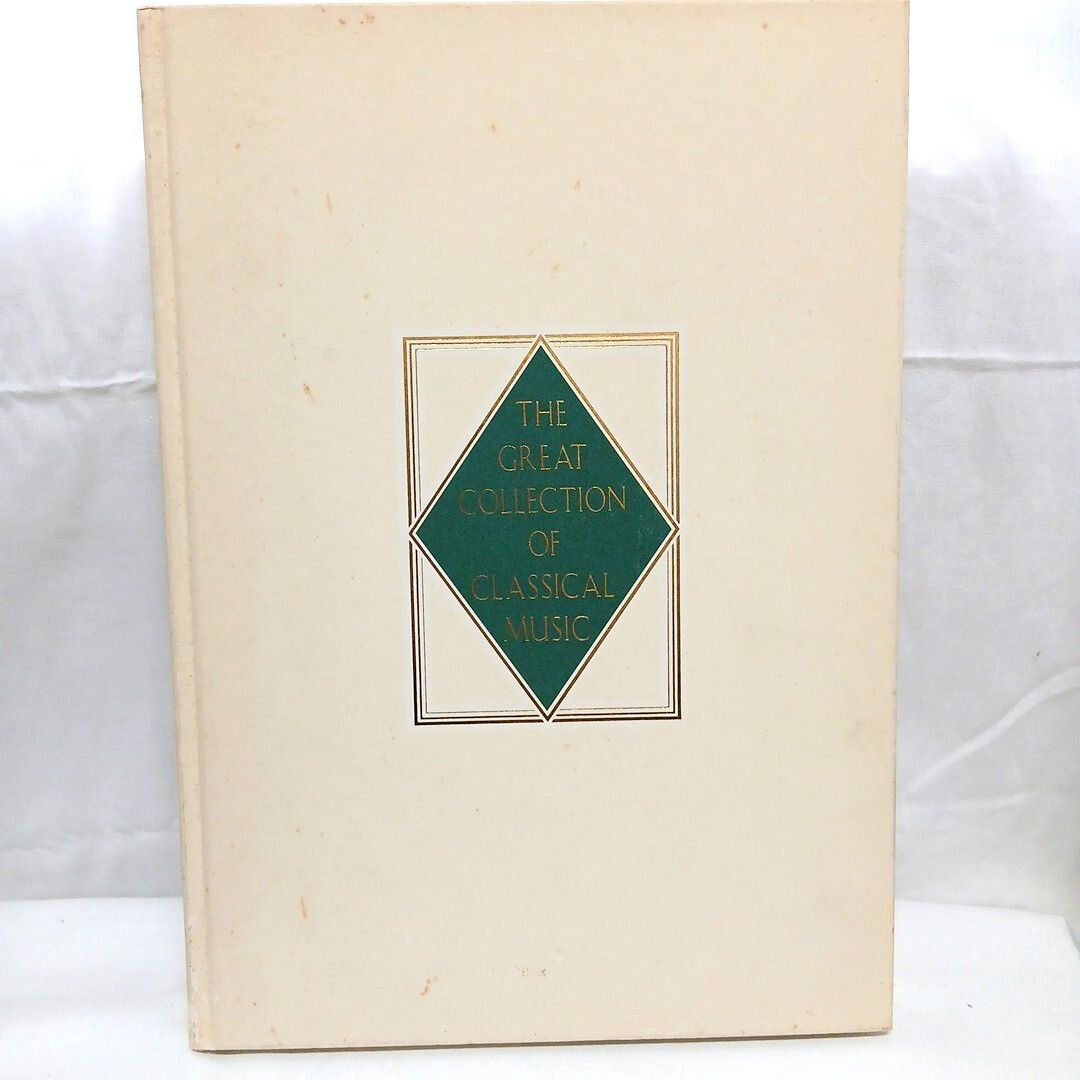 THE
GREAT
COLLECTION
OF
CLASSICAL
MUSIC